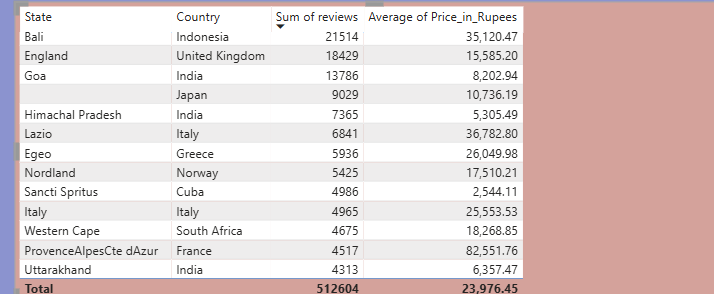 State Country Sum of reviews Average of Price_in_Rupees
Bali Indonesia 21514 35,120.47
England United Kingdom 18429 15,585.20
Goa India 13786 8,202.94
Japan 9029 10,736.19
Himachal Pradesh India 7365 5,305.49
Lazio Italy 6841 36,782.80
Egeo Greece 5936 26,049.98
Nordland Norway 5425 17,510.21
Sancti Spritus Cuba 4986 2,544.11
Italy Italy 4965 25,553.53
Western Cape South Africa 4675 18,268.85
ProvenceAlpesCte dAzur France 4517 82,551.76
Uttarakhand India 4313 6,357.47
Total 512604 23,976.45